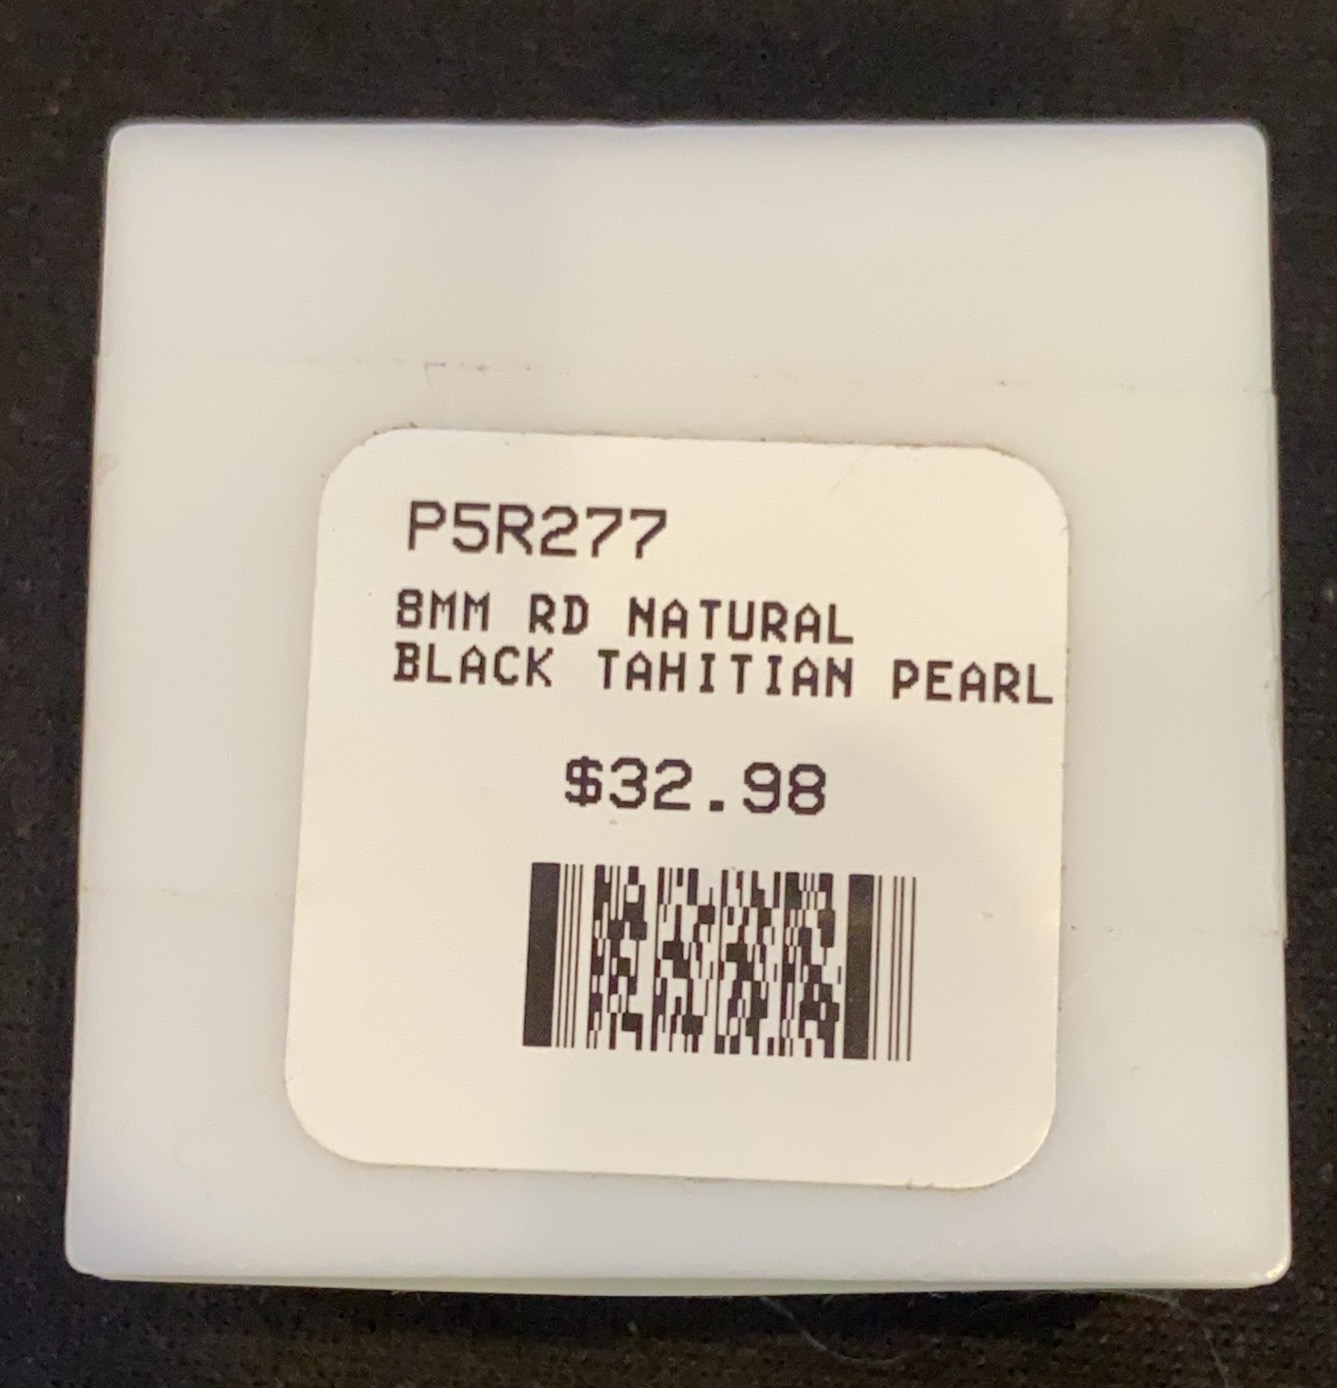 P5R277
8MM RD NATURAL
BLACK TAHITIAN PEARL
$32.98